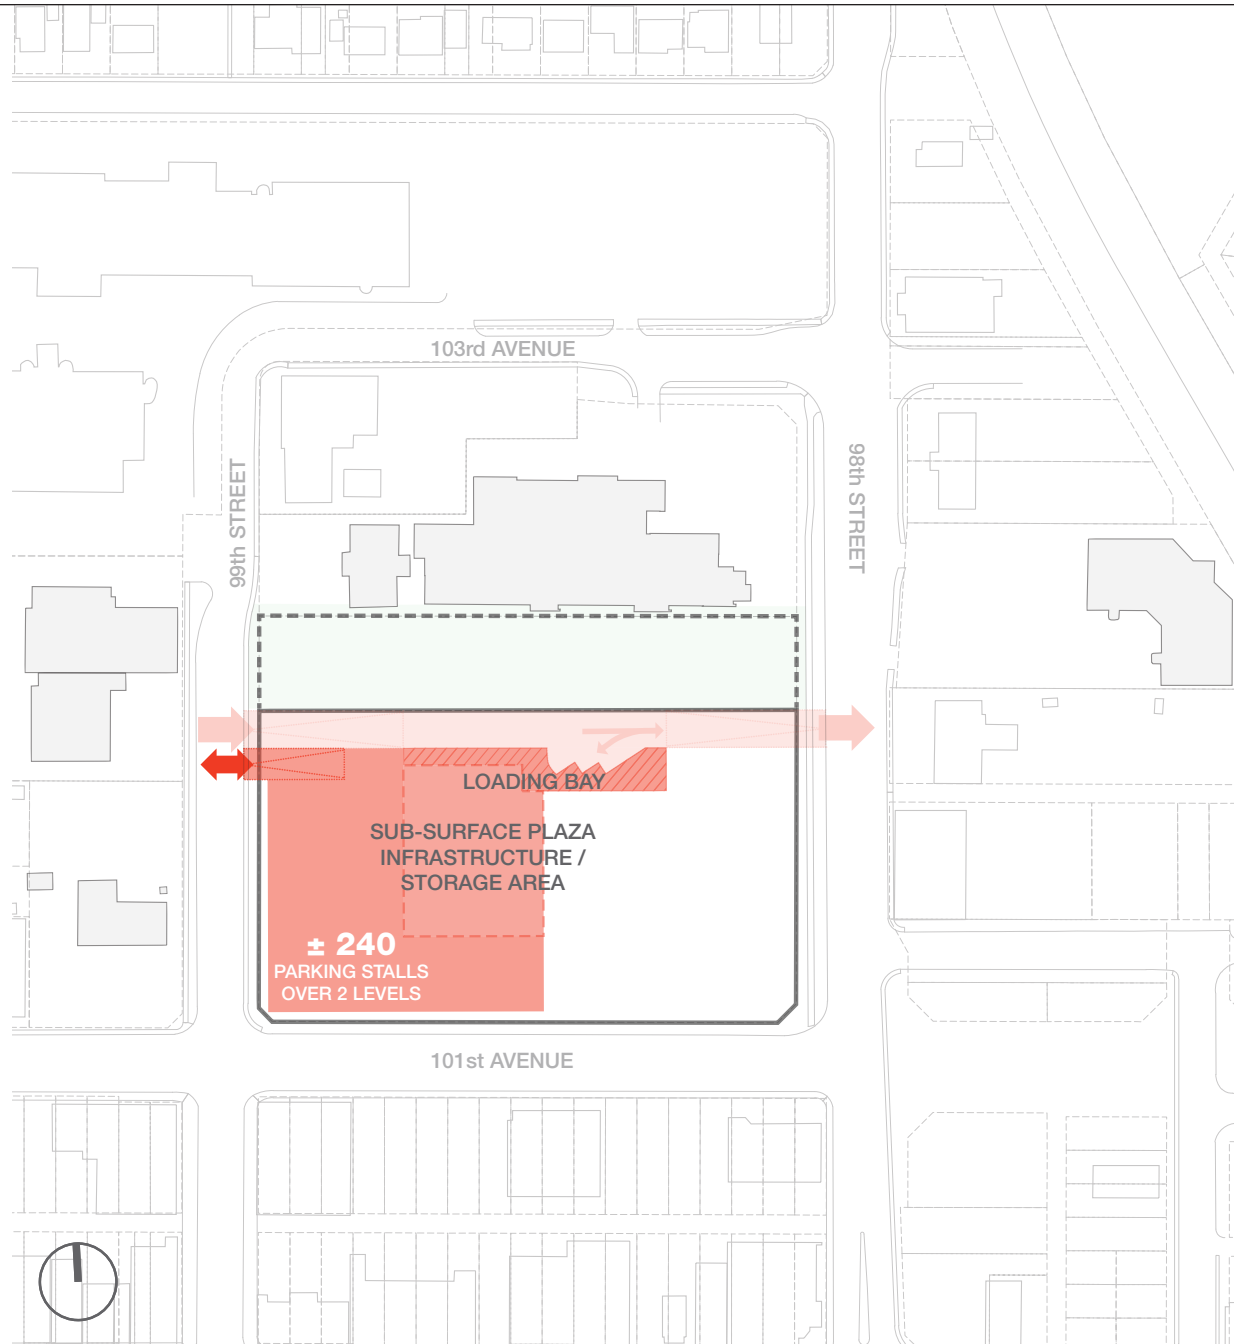 103rd AVENUE
99th STREET
98th STREET
LOADING BAY
SUB-SURFACE PLAZA
INFRASTRUCTURE /
STORAGE AREA
± 240
PARKING STALLS
OVER 2 LEVELS
101st AVENUE